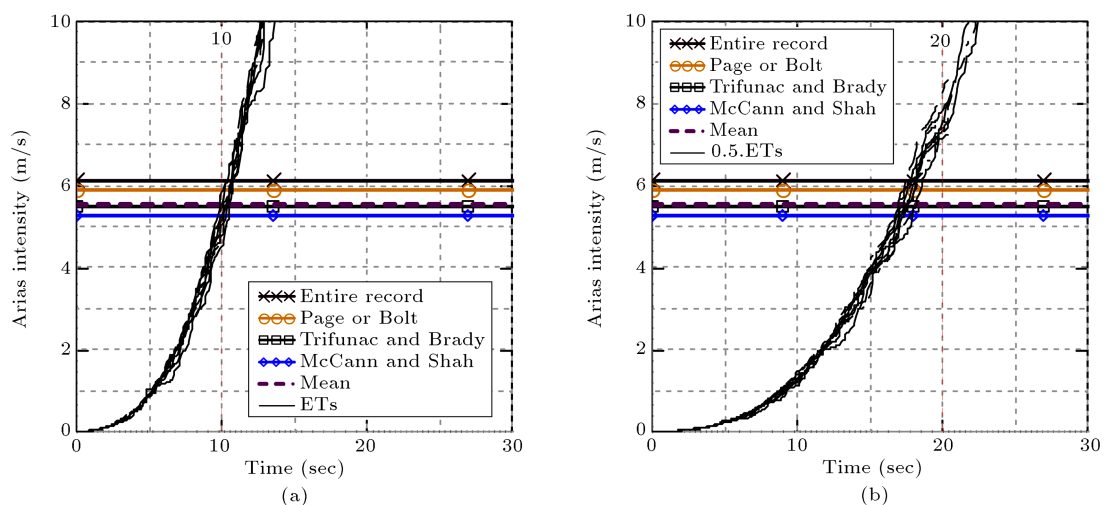 10
8
6
4
2
0
0
10
20
30
10
Arias intensity (m/s)
Time (sec)
Entire record
Page or Bolt
Trifunac and Brady
McCann and Shah
Mean
ETs
(a)
10
8
6
4
2
0
0
10
20
30
20
Arias intensity (m/s)
Time (sec)
Entire record
Page or Bolt
Trifunac and Brady
McCann and Shah
Mean
0.5.ETs
(b)